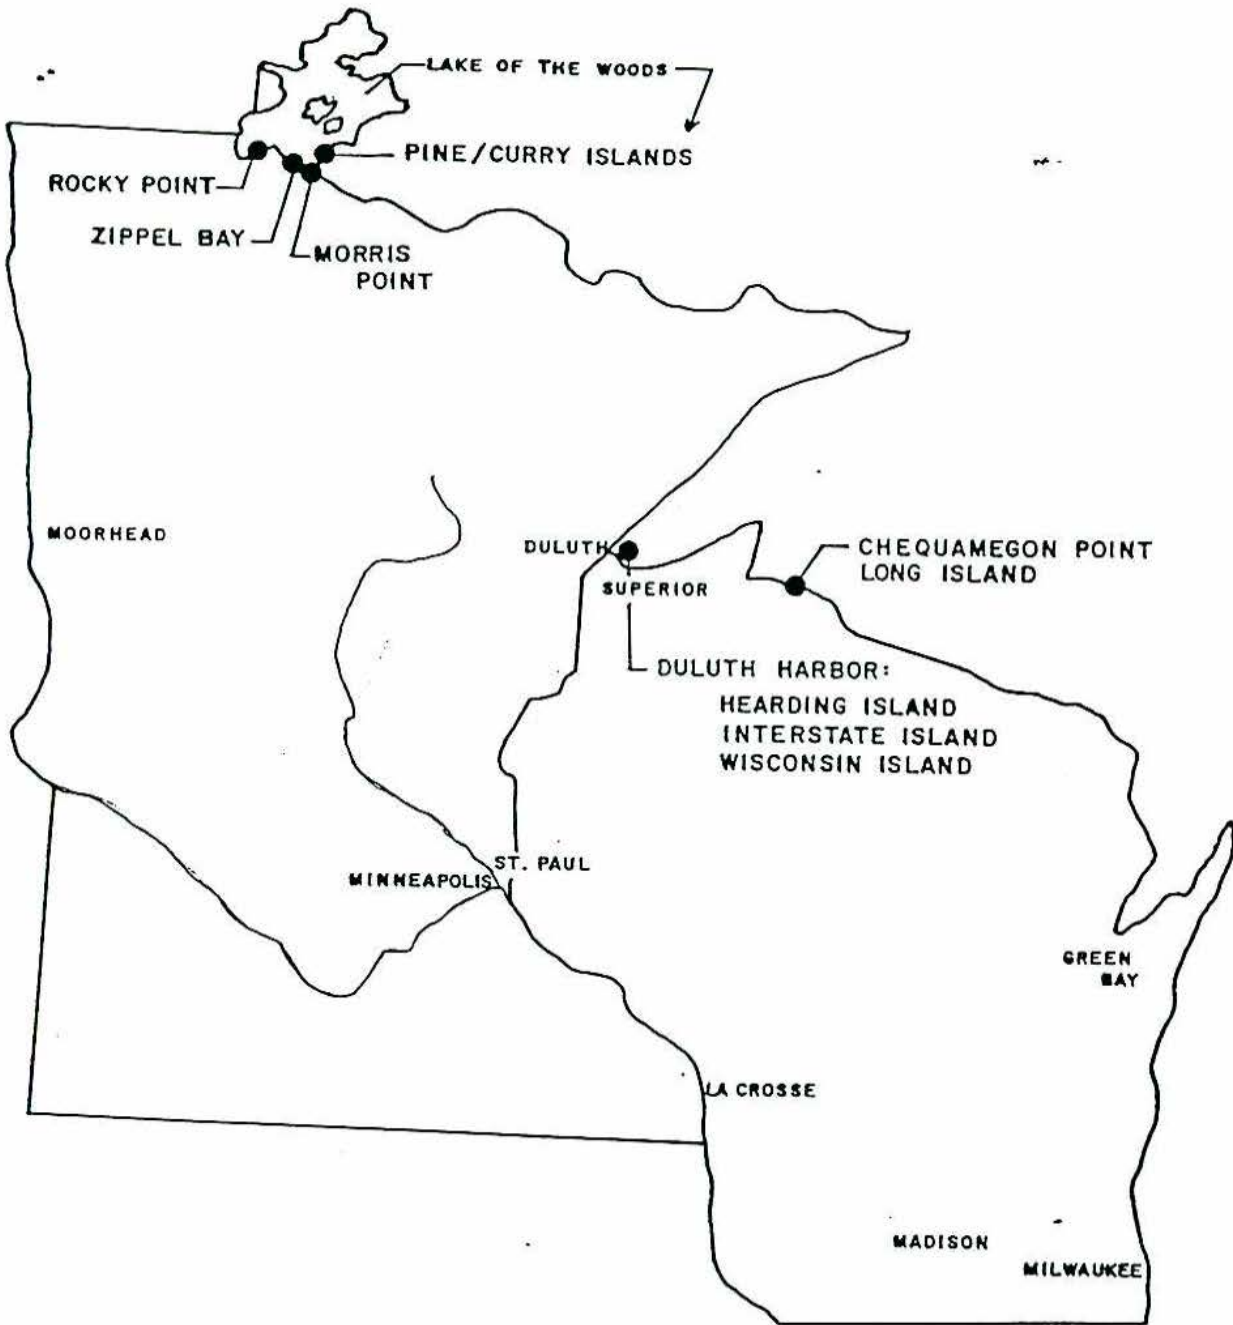 LAKE OF THE WOODS
PINE/CURRY ISLANDS
ROCKY POINT
ZIPPEL BAY
MORRIS
POINT
MOORHEAD
DULUTH
CHEQUAMEGON POINT
LONG ISLAND
SUPERIOR
DULUTH HARBOR:
HEARDING ISLAND
INTERSTATE ISLAND
WISCONSIN ISLAND
ST. PAUL
MINNEAPOLIS
GREEN
BAY
LA CROSSE
MADISON
MILWAUKEE